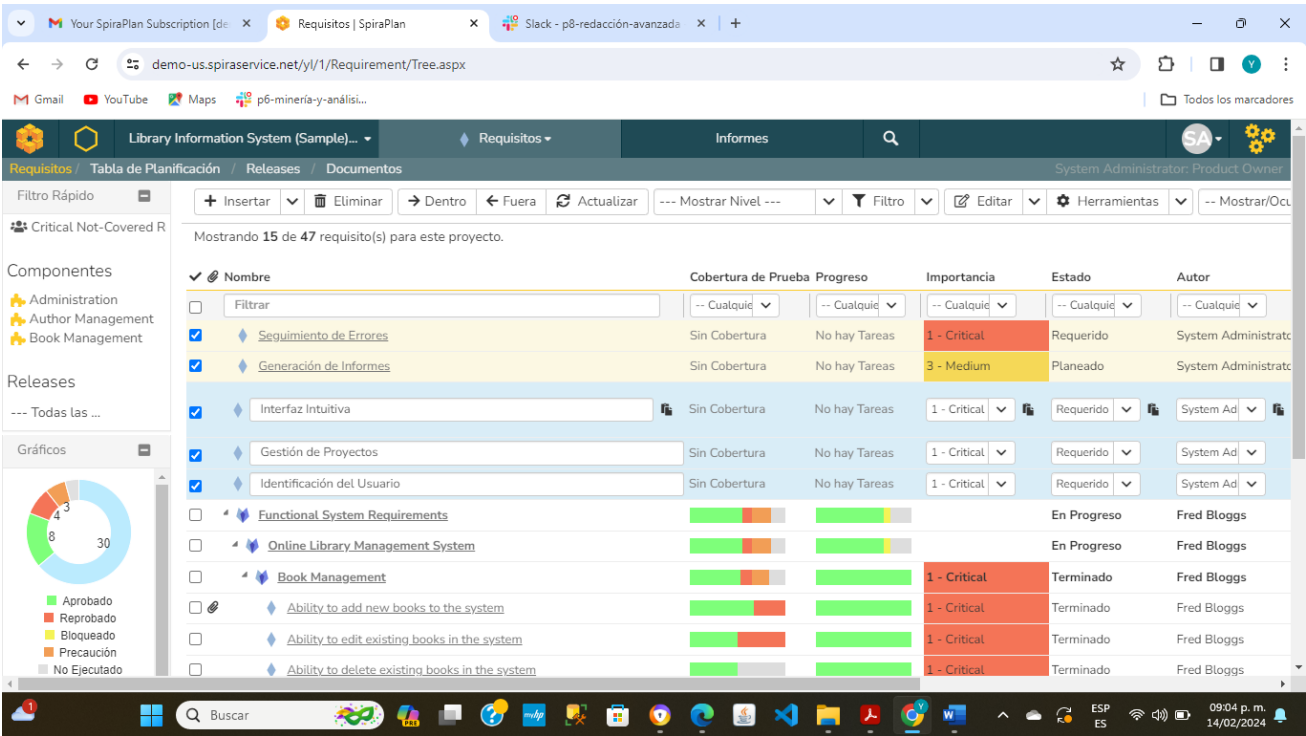 Your SpiraPlan Subscription [de
Requisitos | SpiraPlan
Slack - p8-redacción-avanzada
demo-us.spiraservice.net/yl/1/Requirement/Tree.aspx
Y
Gmail YouTube Maps p6-minería-y-análisi...
Todos los marcadores
Library Information System (Sample)... Requisitos Informes SA
Requisitos / Tabla de Planificación / Releases / Documentos System Administrator: Product Owner
Filtro Rápido
Insertar Eliminar Dentro Fuera Actualizar --- Mostrar Nivel --- Filtro Editar Herramientas -- Mostrar/Ocu
Critical Not-Covered R
Mostrando 15 de 47 requisito(s) para este proyecto.
Componentes
Administration
Author Management
Book Management
Releases
--- Todas las ...
Gráficos
3
4
8
30
Aprobado
Reprobado
Bloqueado
Precaución
No Ejecutado
Nombre Cobertura de Prueba Progreso Importancia Estado Autor
Filtrar -- Cualquie -- Cualquie -- Cualquie -- Cualquie -- Cualquie
Seguimiento de Errores Sin Cobertura No hay Tareas 1 - Critical Requerido System Administratc
Generación de Informes Sin Cobertura No hay Tareas 3 - Medium Planeado System Administratc
Interfaz Intuitiva Sin Cobertura No hay Tareas 1 - Critical Requerido System Ad
Gestión de Proyectos Sin Cobertura No hay Tareas 1 - Critical Requerido System Ad
Identificación del Usuario Sin Cobertura No hay Tareas 1 - Critical Requerido System Ad
Functional System Requirements En Progreso Fred Bloggs
Online Library Management System En Progreso Fred Bloggs
Book Management 1 - Critical Terminado Fred Bloggs
Ability to add new books to the system 1 - Critical Terminado Fred Bloggs
Ability to edit existing books in the system 1 - Critical Terminado Fred Bloggs
Ability to delete existing books in the system 1 - Critical Terminado Fred Bloggs
1
Buscar
PRE
myhp
Y
W
ESP
ES
09:04 p. m.
14/02/2024